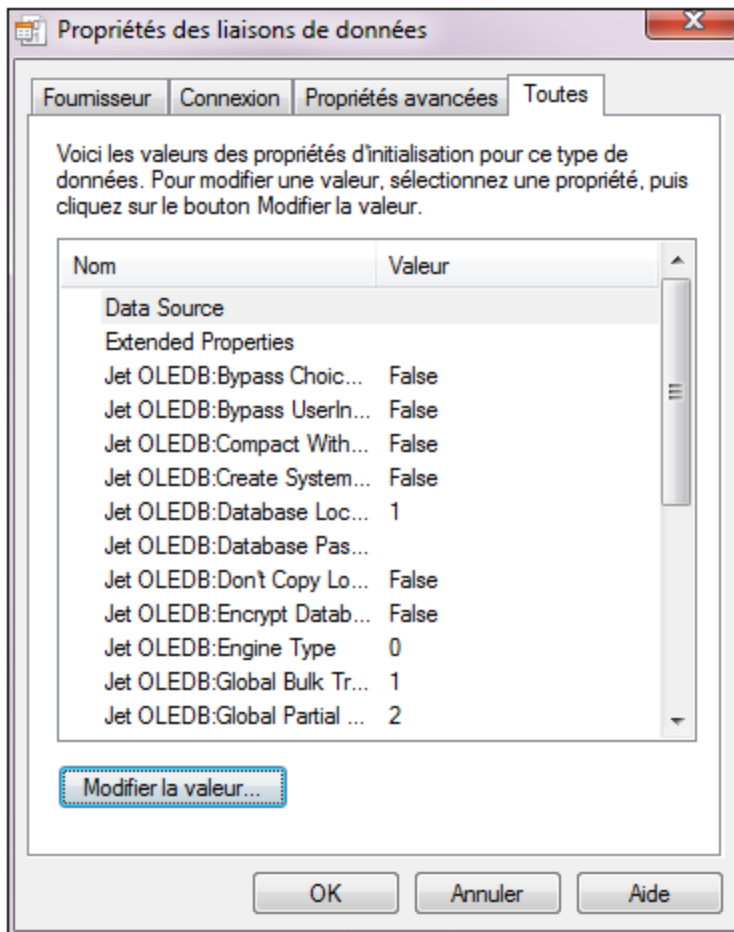 Propriétés des liaisons de données
Fournisseur Connexion Propriétés avancées Toutes
Voici les valeurs des propriétés d'initialisation pour ce type de
données. Pour modifier une valeur, sélectionnez une propriété, puis
cliquez sur le bouton Modifier la valeur.
Nom Valeur
Data Source
Extended Properties
Jet OLEDB:Bypass Choic... False
Jet OLEDB:Bypass UserIn... False
Jet OLEDB:Compact With... False
Jet OLEDB:Create System... False
Jet OLEDB:Database Loc... 1
Jet OLEDB:Database Pas...
Jet OLEDB:Don't Copy Lo... False
Jet OLEDB:Encrypt Datab... False
Jet OLEDB:Engine Type 0
Jet OLEDB:Global Bulk Tr... 1
Jet OLEDB:Global Partial ... 2
Modifier la valeur...
OK Annuler Aide